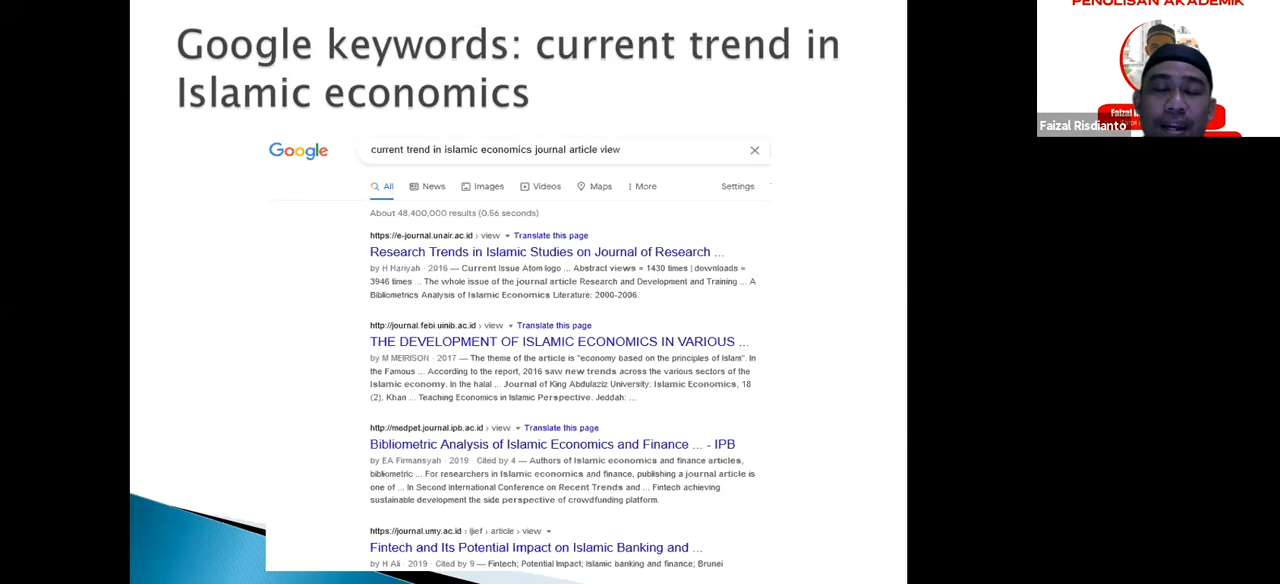 Google keywords: current trend in
Islamic economics
Google
current trend in islamic economics journal article view
All News Images Videos Maps More Settings
About 48,400,000 results (0.56 seconds)
https://e-journal.unair.ac.id › view Translate this page
Research Trends in Islamic Studies on Journal of Research ...
by H Hariyah · 2016 — Current Issue Atom logo ... Abstract views = 1430 times | downloads =
3946 times ... The whole issue of the journal article Research and Development and Training ... A
Bibliometrics Analysis of Islamic Economics Literature: 2000-2006.
http://journal.febi.uinib.ac.id › view Translate this page
THE DEVELOPMENT OF ISLAMIC ECONOMICS IN VARIOUS ...
by M MEIRISON · 2017 — The theme of the article is "economy based on the principles of Islam". In
the Famous ... According to the report, 2016 saw new trends across the various sectors of the
Islamic economy. In the halal ... Journal of King Abdulaziz University: Islamic Economics, 18
(2), Khan ... Teaching Economics in Islamic Perspective. Jeddah: ...
http://medpet.journal.ipb.ac.id › view Translate this page
Bibliometric Analysis of Islamic Economics and Finance ... - IPB
by EA Firmansyah · 2019 · Cited by 4 — Authors of Islamic economics and finance articles,
bibliometric ... For researchers in Islamic economics and finance, publishing a journal article is
one of ... In Second International Conference on Recent Trends and ... Fintech achieving
sustainable development the side perspective of crowdfunding platform.
https://journal.umy.ac.id › ijief › article › view
Fintech and Its Potential Impact on Islamic Banking and ...
by H Ali · 2019 · Cited by 9 — Fintech; Potential Impact; Islamic banking and finance; Brunei
PENULISAN AKADEMIK
Faizal
Faizal Risdianto